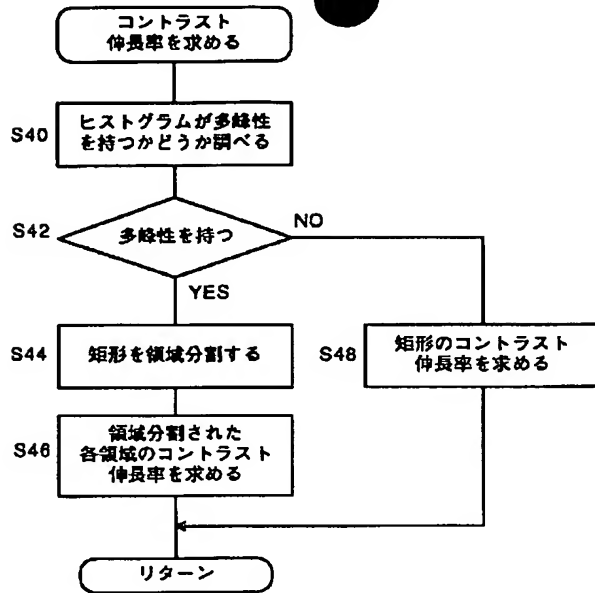 コントラスト
伸長率を求める
S40
ヒストグラムが多峰性
を持つかどうか調べる
S42
多峰性を持つ
NO
YES
S44
矩形を領域分割する
S48
矩形のコントラスト
伸長率を求める
S46
領域分割された
各領域のコントラスト
伸長率を求める
リターン